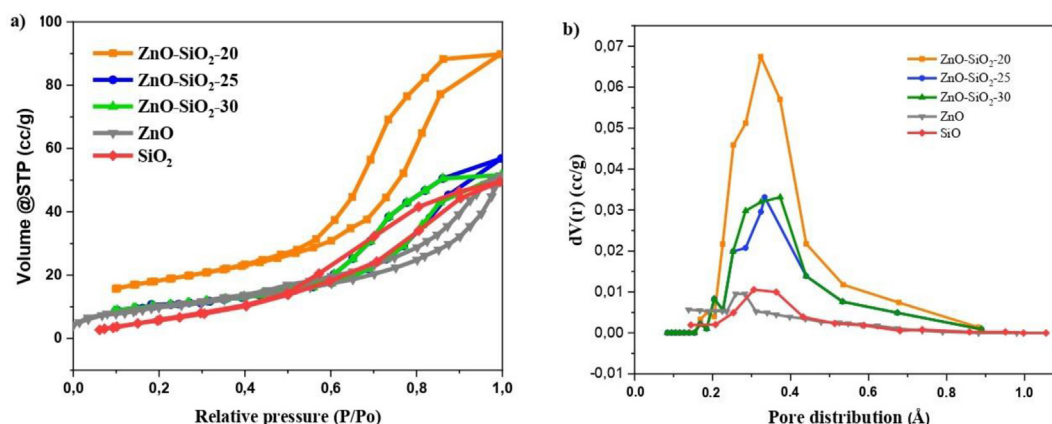 a)
100
80
60
40
20
0
Volume @STP (cc/g)
ZnO-SiO₂-20
ZnO-SiO₂-25
ZnO-SiO₂-30
ZnO
SiO₂
0,0 0,2 0,4 0,6 0,8 1,0
Relative pressure (P/Po)
b)
0,07
0,06
0,05
0,04
0,03
0,02
0,01
0,00
-0,01
dV(r) (cc/g)
ZnO-SiO₂-20
ZnO-SiO₂-25
ZnO-SiO₂-30
ZnO
SiO
0.0 0.2 0.4 0.6 0.8 1.0
Pore distribution (Å)